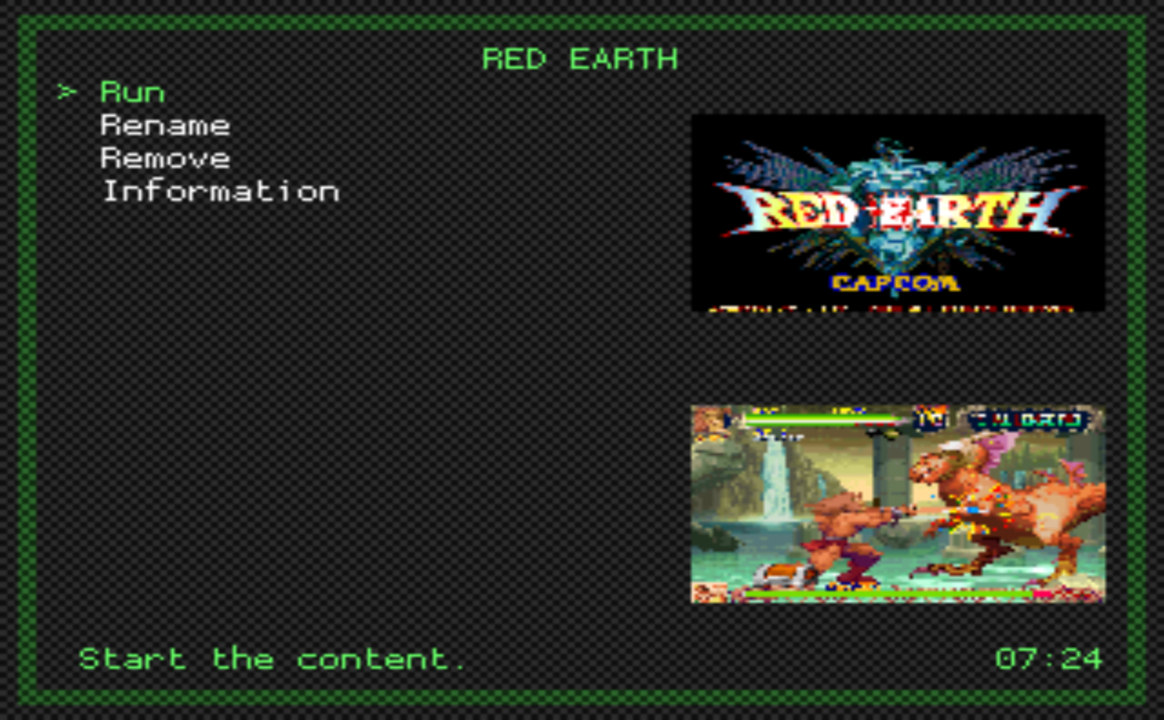 RED EARTH
> Run
Rename
Remove
Information
RED EARTH
CAPCOM
Start the content.
07:24